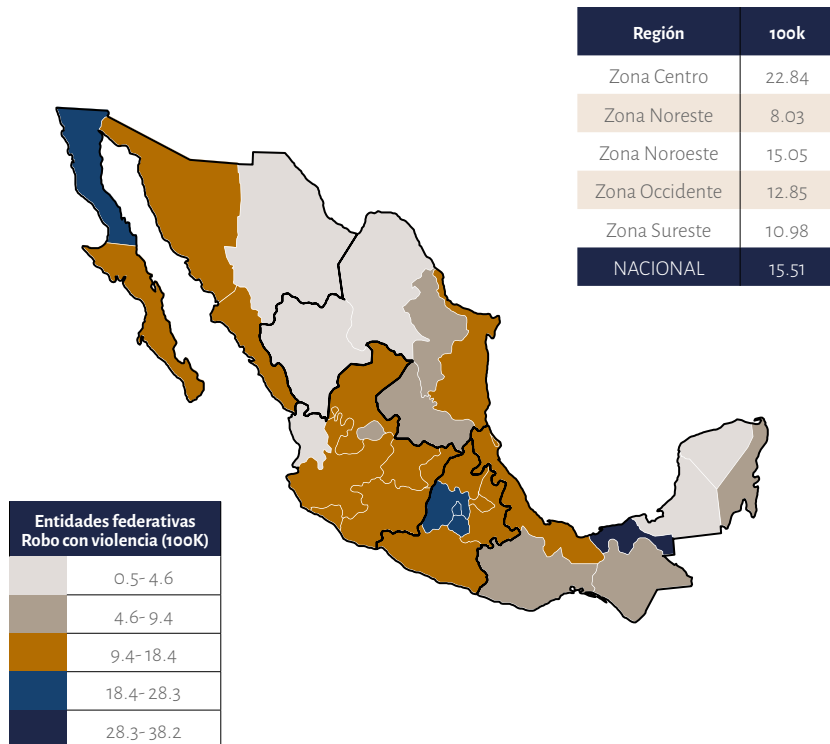 Región 100k
Zona Centro 22.84
Zona Noreste 8.03
Zona Noroeste 15.05
Zona Occidente 12.85
Zona Sureste 10.98
NACIONAL 15.51
Entidades federativas
Robo con violencia (100K)
0.5-4.6
4.6-9.4
9.4-18.4
18.4-28.3
28.3-38.2